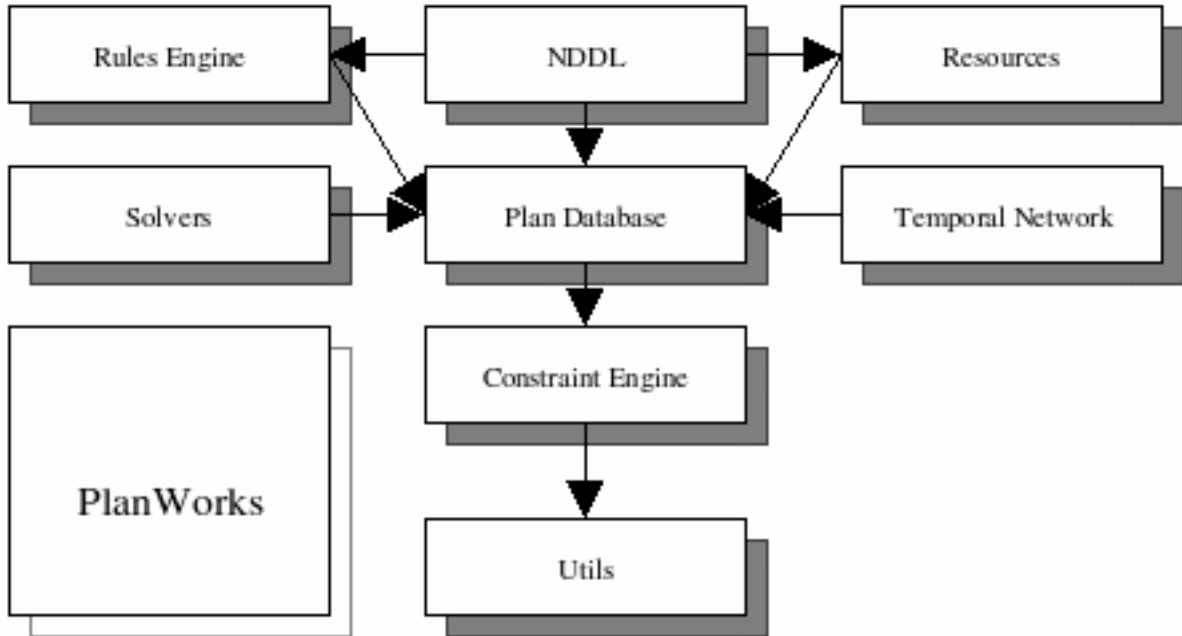 Rules Engine
NDDL
Resources
Solvers
Plan Database
Temporal Network
Constraint Engine
PlanWorks
Utils